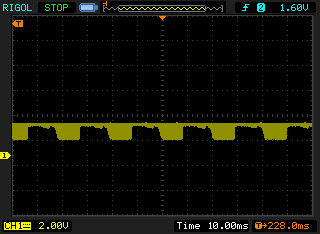 RIGOL STOP T f 2 1.60V
T
1
CH1 2.00V Time 10.00ms T→228.0ms